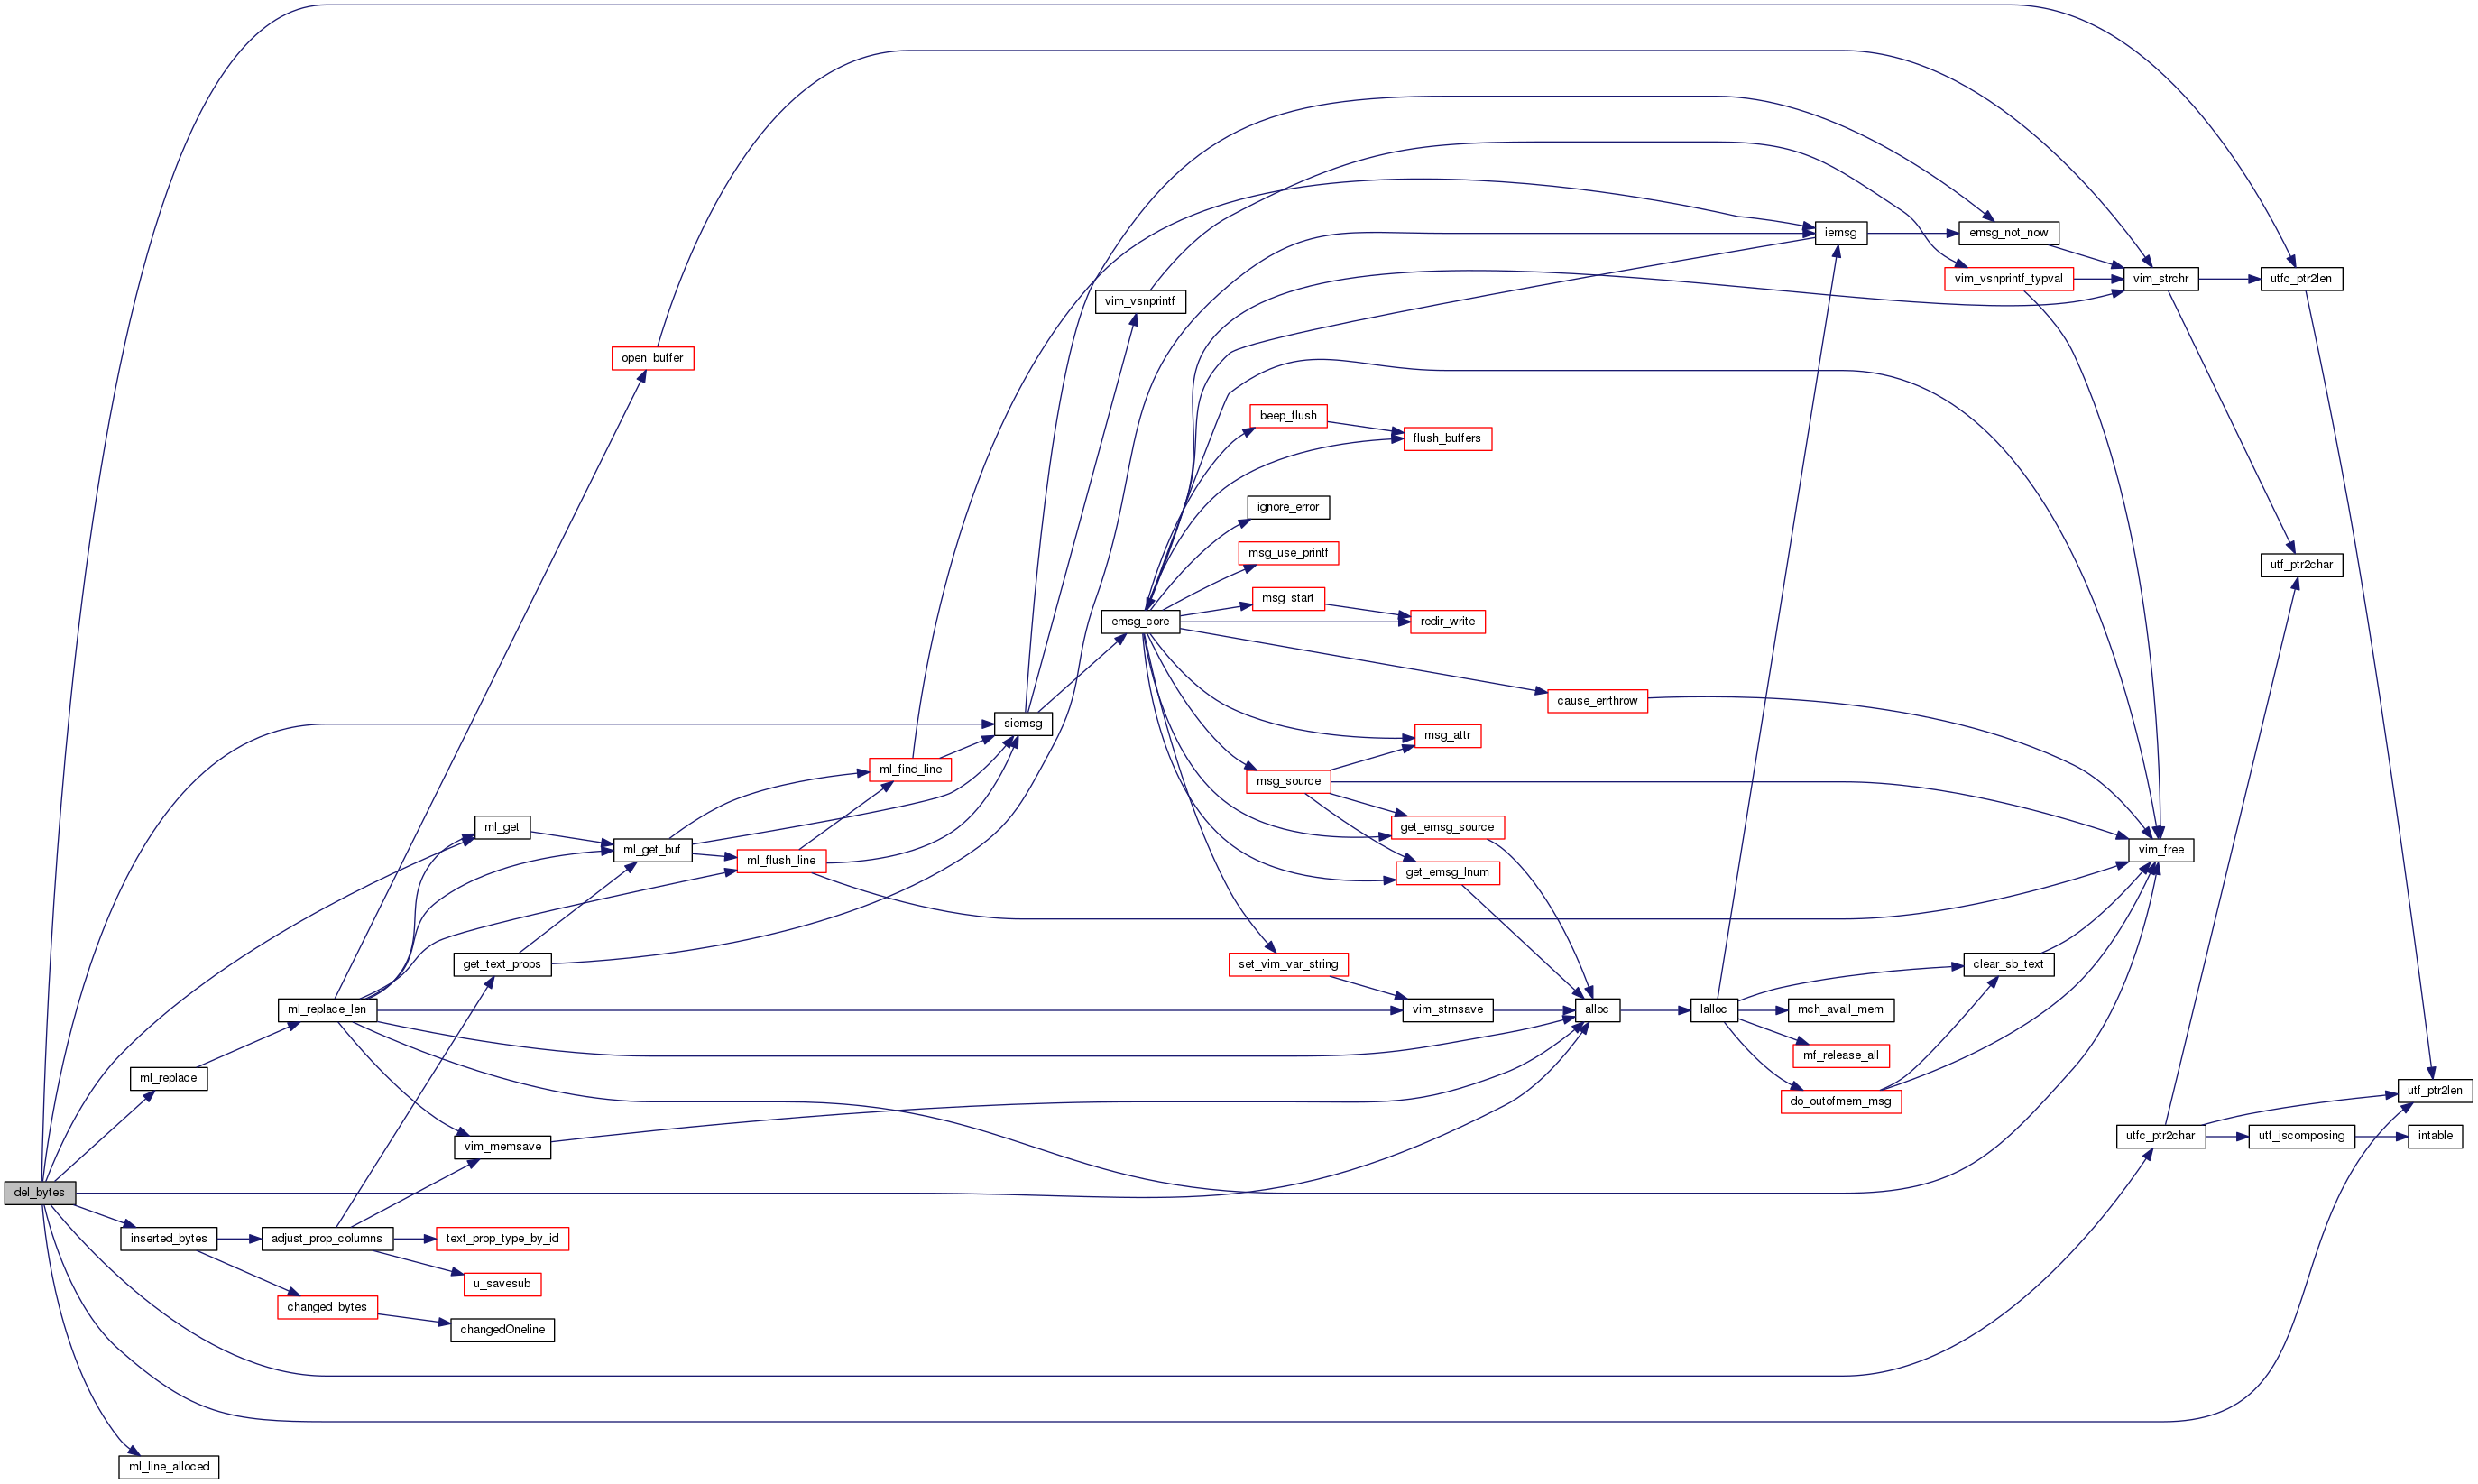 del_bytes
ml_replace
inserted_bytes
ml_line_alloced
ml_replace_len
adjust_prop_columns
changed_bytes
ml_get
get_text_props
vim_memsave
text_prop_type_by_id
u_savesub
changedOneline
open_buffer
ml_get_buf
ml_find_line
ml_flush_line
siemsg
vim_vsnprintf
emsg_core
beep_flush
flush_buffers
ignore_error
msg_use_printf
msg_start
redir_write
cause_errthrow
msg_attr
msg_source
get_emsg_source
get_emsg_lnum
set_vim_var_string
vim_strnsave
alloc
lalloc
iemsg
emsg_not_now
vim_vsnprintf_typval
vim_strchr
utfc_ptr2len
utf_ptr2char
vim_free
clear_sb_text
mch_avail_mem
mf_release_all
do_outofmem_msg
utfc_ptr2char
utf_ptr2len
utf_iscomposing
intable